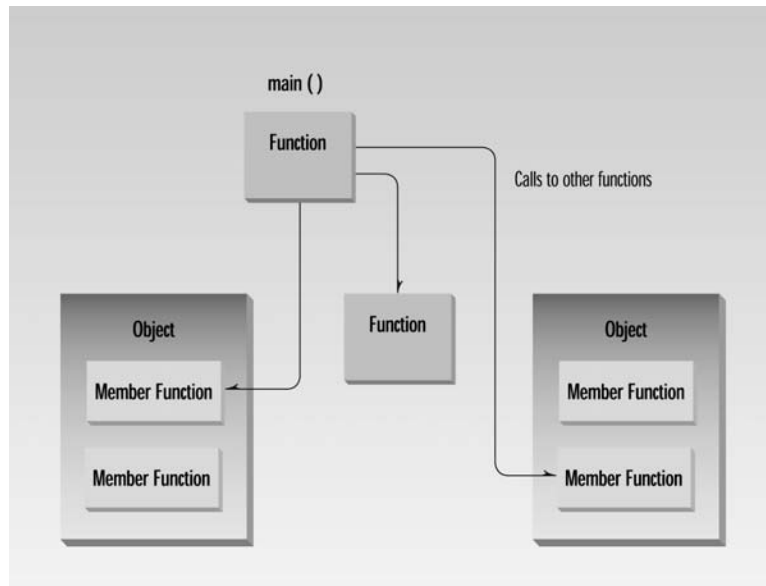 main ( )
Function
Calls to other functions
Object
Member Function
Member Function
Function
Object
Member Function
Member Function